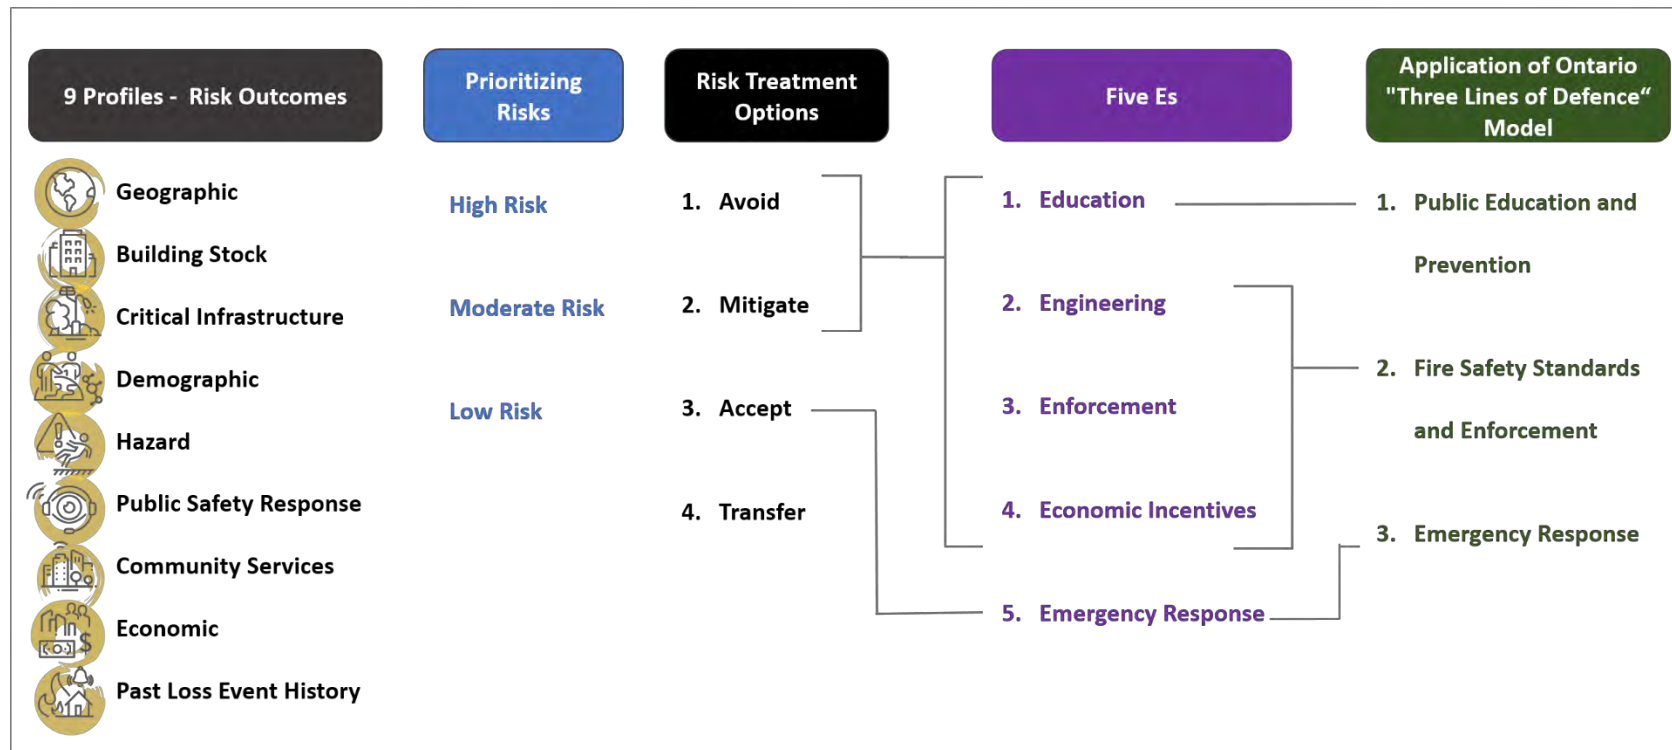 9 Profiles - Risk Outcomes
Geographic
Building Stock
Critical Infrastructure
Demographic
Hazard
Public Safety Response
Community Services
Economic
Past Loss Event History
Prioritizing
Risks
High Risk
Moderate Risk
Low Risk
Risk Treatment
Options
1. Avoid
2. Mitigate
3. Accept
4. Transfer
Five Es
1. Education
2. Engineering
3. Enforcement
4. Economic Incentives
5. Emergency Response
Application of Ontario
"Three Lines of Defence“
Model
1. Public Education and
Prevention
2. Fire Safety Standards
and Enforcement
3. Emergency Response